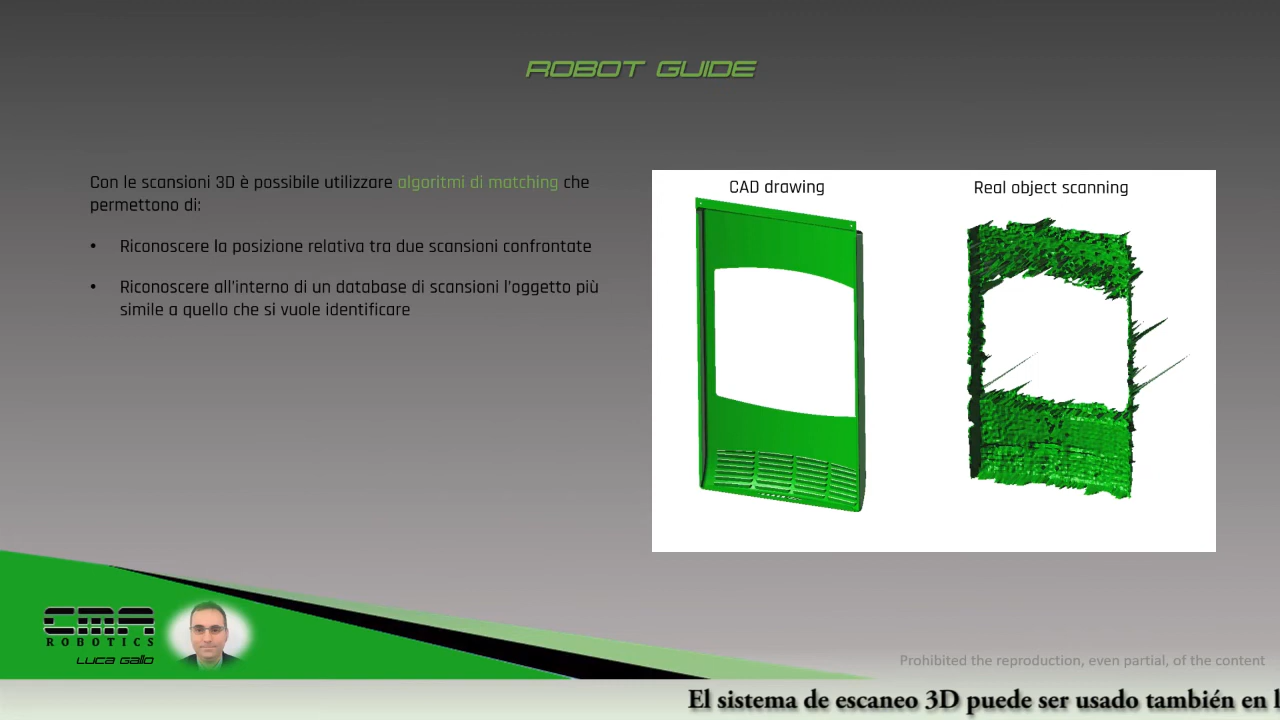 ROBOT GUIDE
Con le scansioni 3D è possibile utilizzare algoritmi di matching che
permettono di:
• Riconoscere la posizione relativa tra due scansioni confrontate
• Riconoscere all'interno di un database di scansioni l'oggetto più
simile a quello che si vuole identificare
CAD drawing
Real object scanning
CMA
ROBOTICS
Luca Gallo
Prohibited the reproduction, even partial, of the content
El sistema de escaneo 3D puede ser usado también en